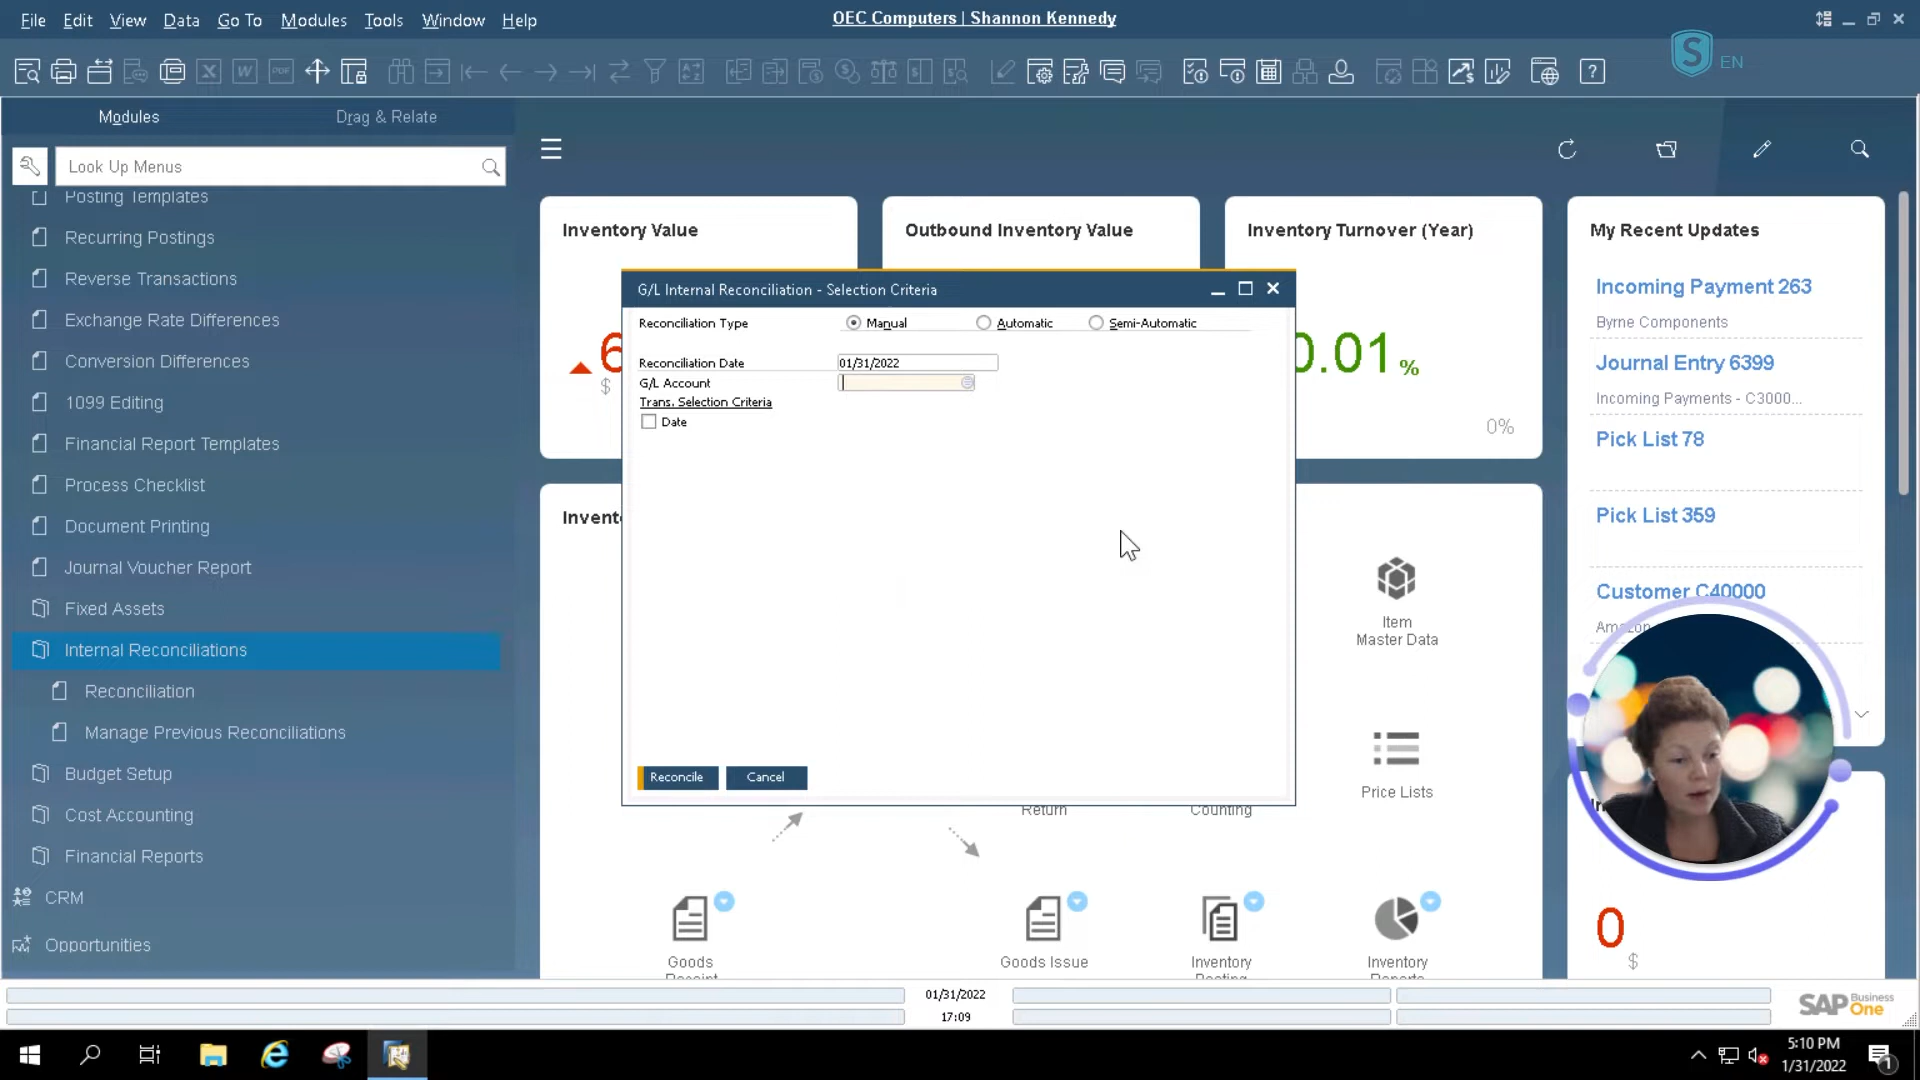 File Edit View Data Go To Modules Tools Window Help
OEC Computers | Shannon Kennedy
EN
Modules
Drag & Relate
Look Up Menus
Posting Templates
Recurring Postings
Reverse Transactions
Exchange Rate Differences
Conversion Differences
1099 Editing
Financial Report Templates
Process Checklist
Document Printing
Journal Voucher Report
Fixed Assets
Internal Reconciliations
Reconciliation
Manage Previous Reconciliations
Budget Setup
Cost Accounting
Financial Reports
CRM
Opportunities
Inventory Value
Outbound Inventory Value
Inventory Turnover (Year)
6
$
0.01 %
0%
G/L Internal Reconciliation - Selection Criteria
Reconciliation Type
Manual
Automatic
Semi-Automatic
Reconciliation Date
01/31/2022
G/L Account
Trans. Selection Criteria
Date
Reconcile
Cancel
Return
Counting
Item
Master Data
Price Lists
Goods
Goods Issue
Inventory
Inventory
My Recent Updates
Incoming Payment 263
Byrne Components
Journal Entry 6399
Incoming Payments - C3000...
Pick List 78
Pick List 359
Customer C40000
Amazon
0
$
01/31/2022
17:09
SAP Business One
5:10 PM
1/31/2022
1